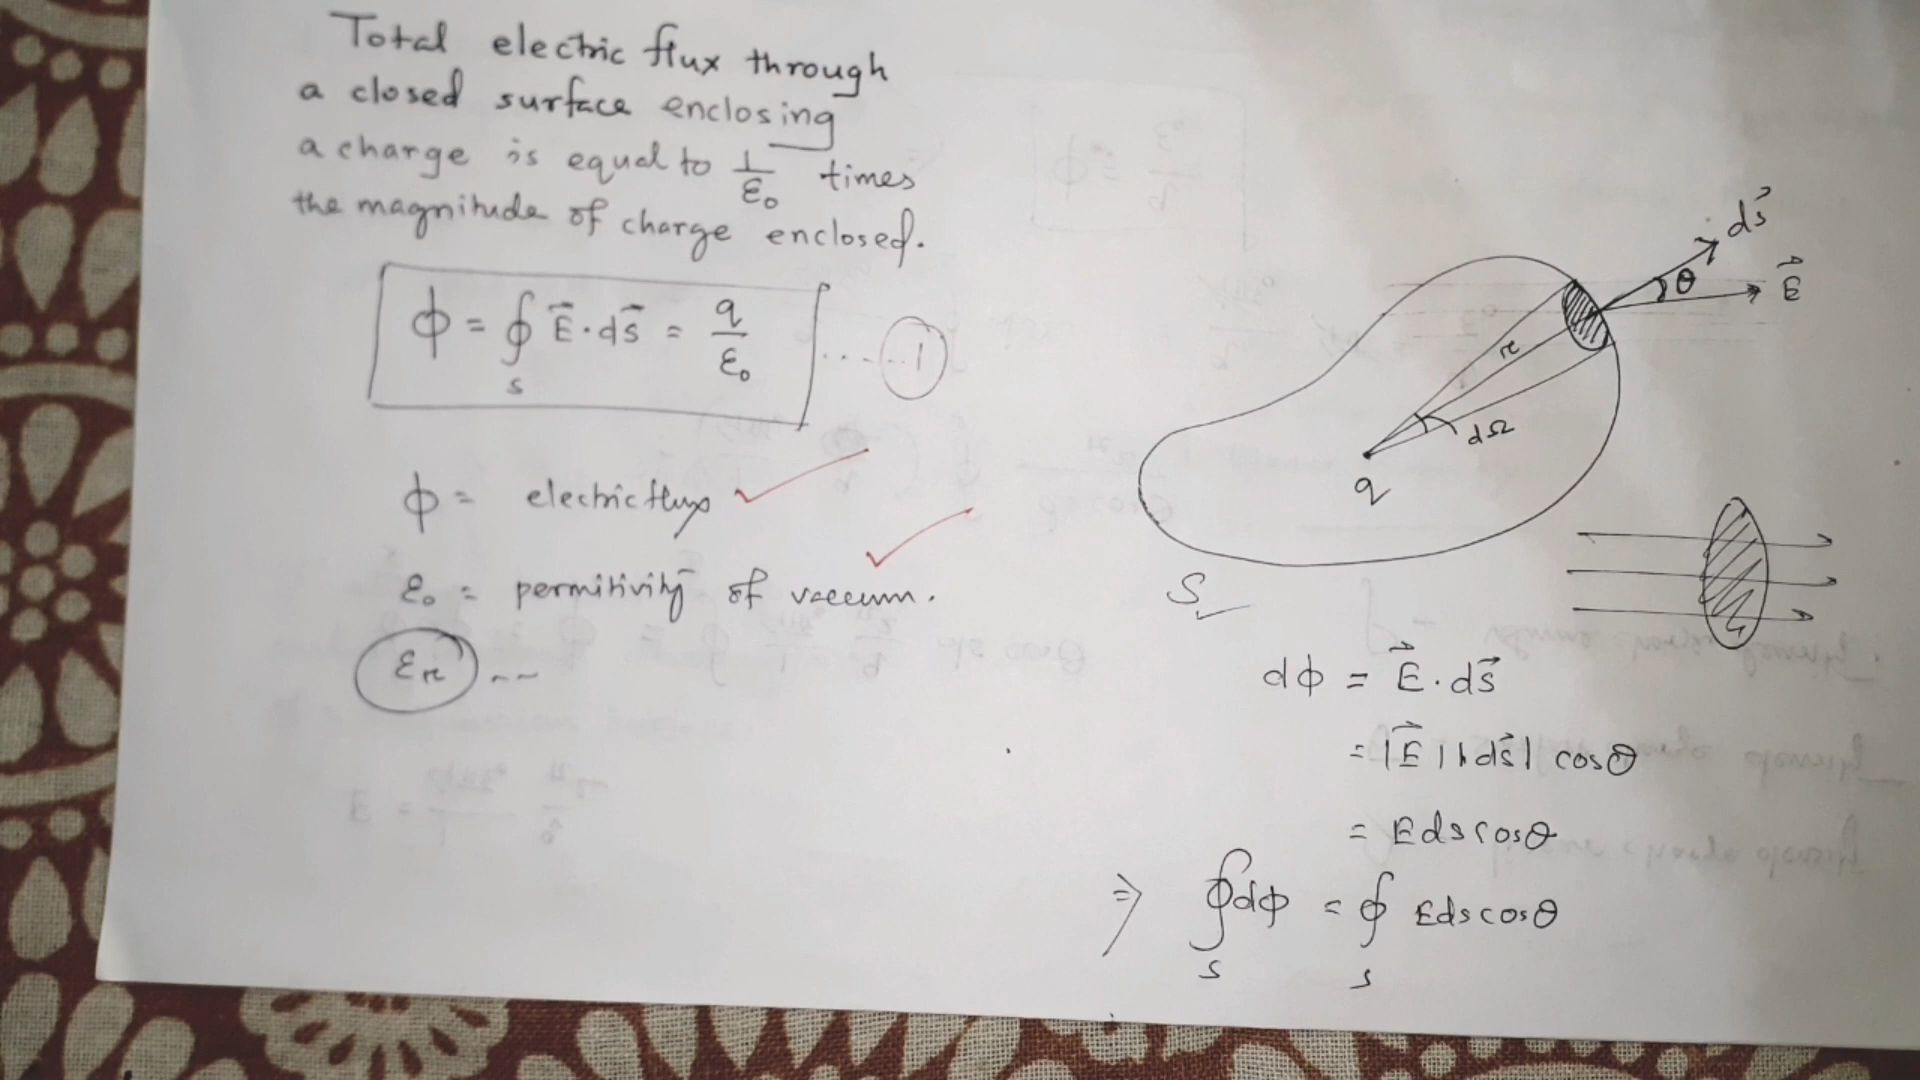 Total electric flux through
a closed surface enclosing
a charge is equal to 1/ε₀ times
the magnitude of charge enclosed.
ϕ = ∮ₛ E⃗ · ds⃗ = q/ε₀ ..... 1
ϕ = electric flux
ε₀ = permitivity of vaccum.
εr --
ds⃗
θ
E⃗
r
dΩ
q
S
dϕ = E⃗ · ds⃗
= |E⃗| |ds⃗| cosθ
= E ds cosθ
⇒ ∮ₛ dϕ = ∮ₛ E ds cosθ